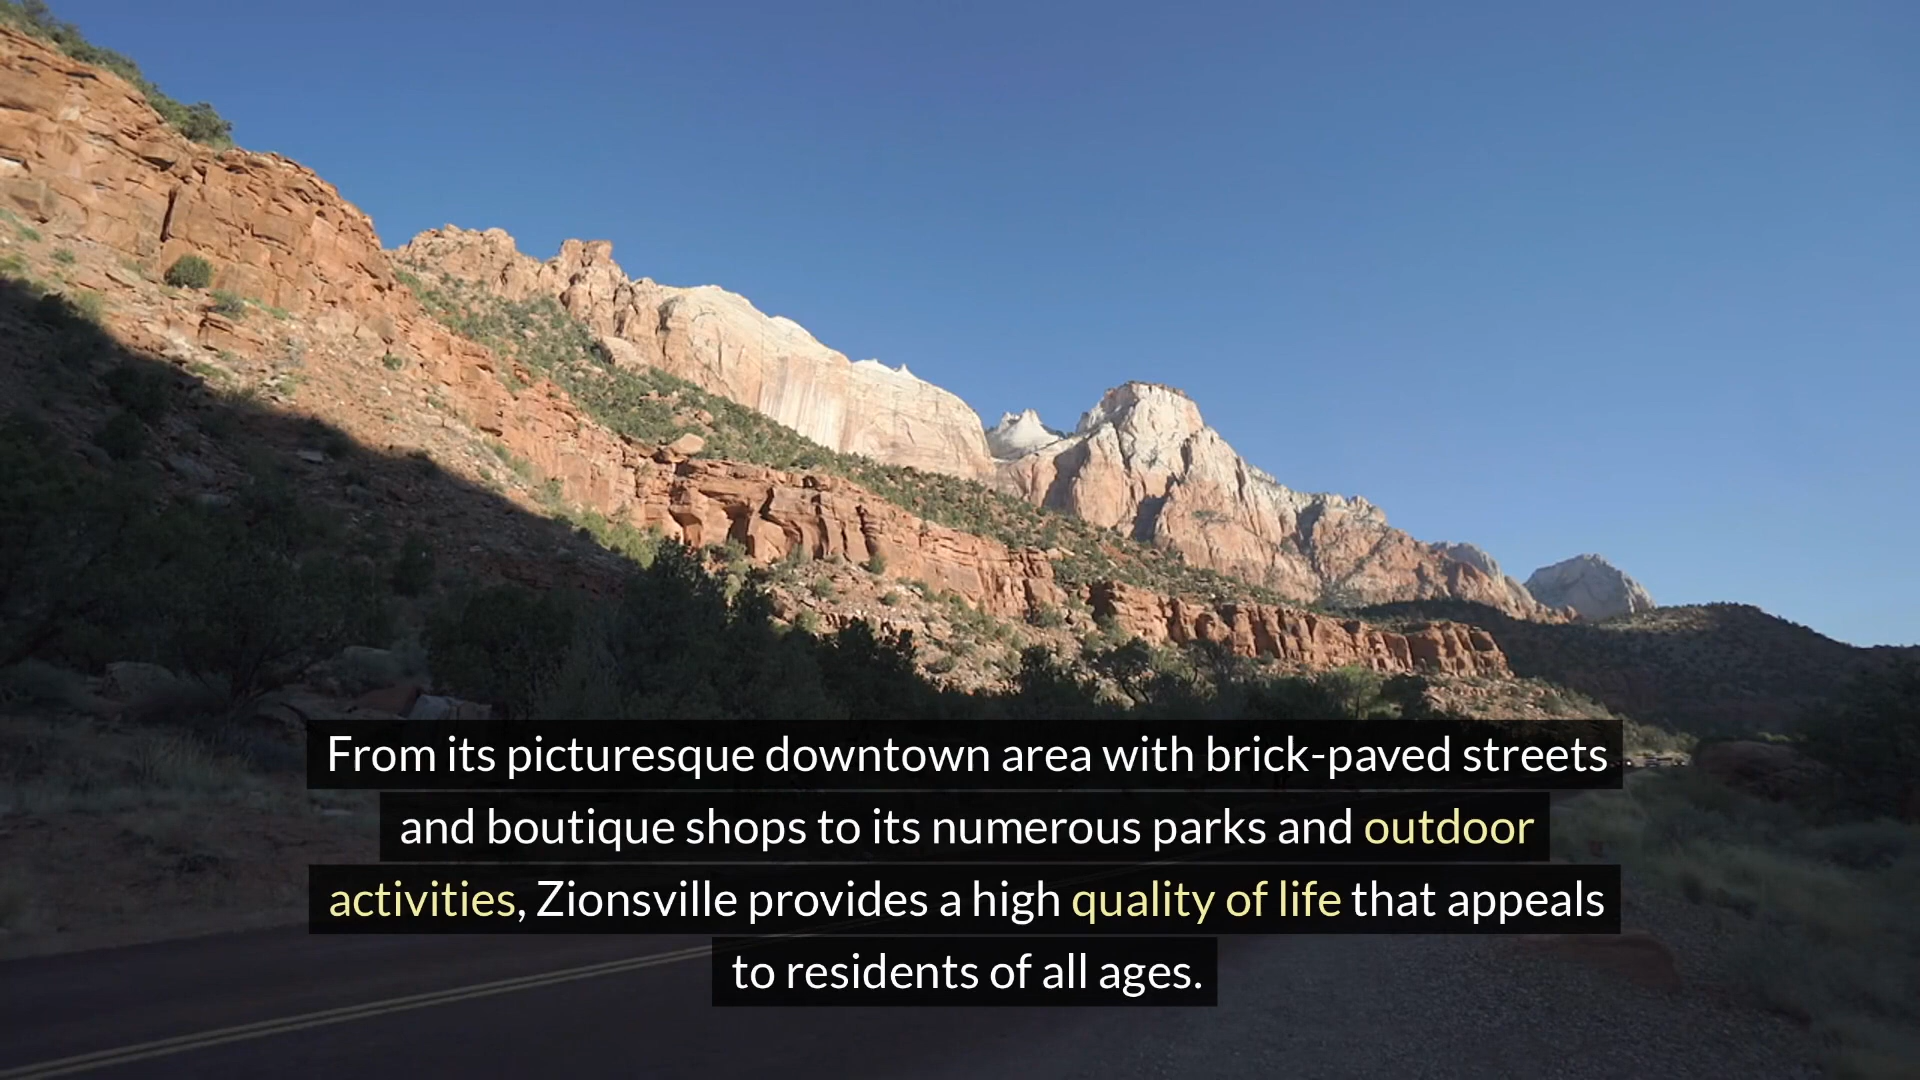 From its picturesque downtown area with brick-paved streets
and boutique shops to its numerous parks and outdoor
activities, Zionsville provides a high quality of life that appeals
to residents of all ages.